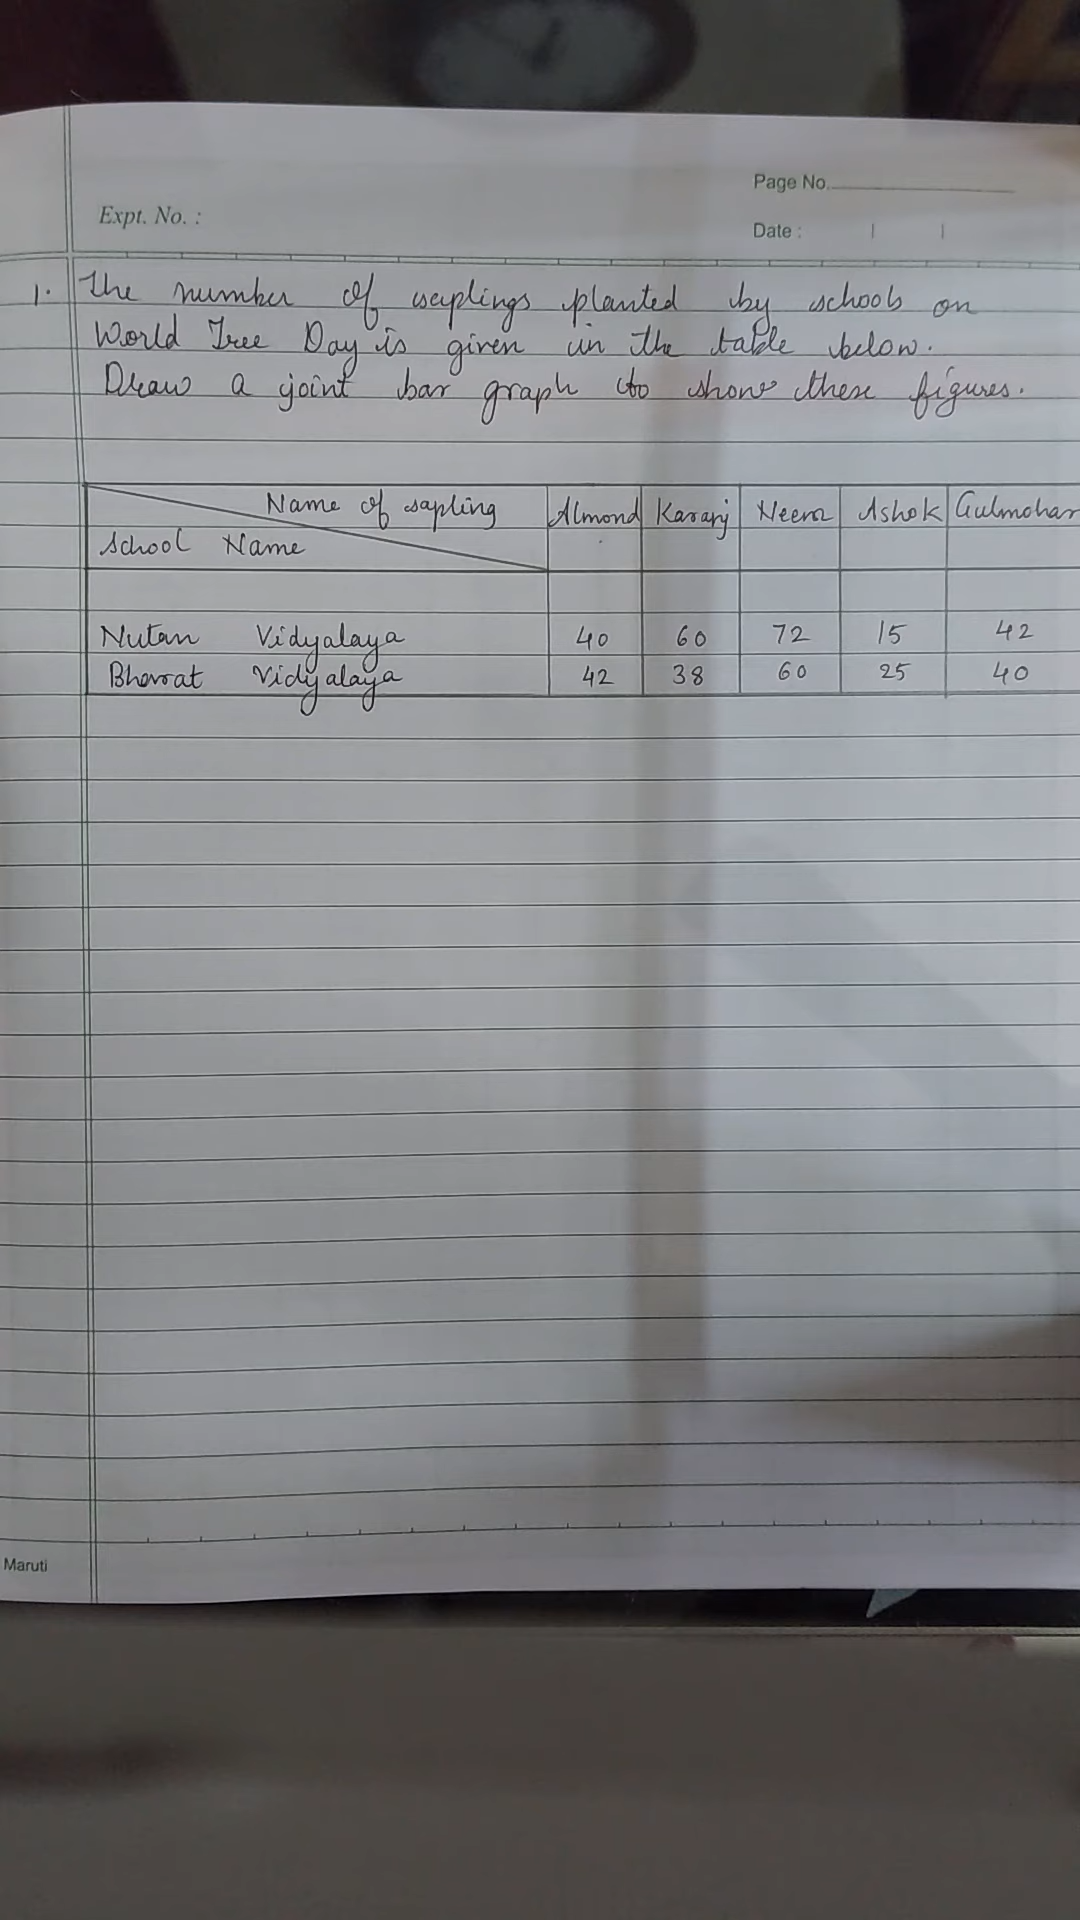 Page No.
Expt. No. :
Date :
1. The number of saplings planted by schools on
World Tree Day is given in the table below.
Draw a joint bar graph to show these figures.
Name of sapling Almond Karanj Neem Ashok Gulmohar
School Name
Nutan Vidyalaya 40 60 72 15 42
Bharat Vidyalaya 42 38 60 25 40
Maruti